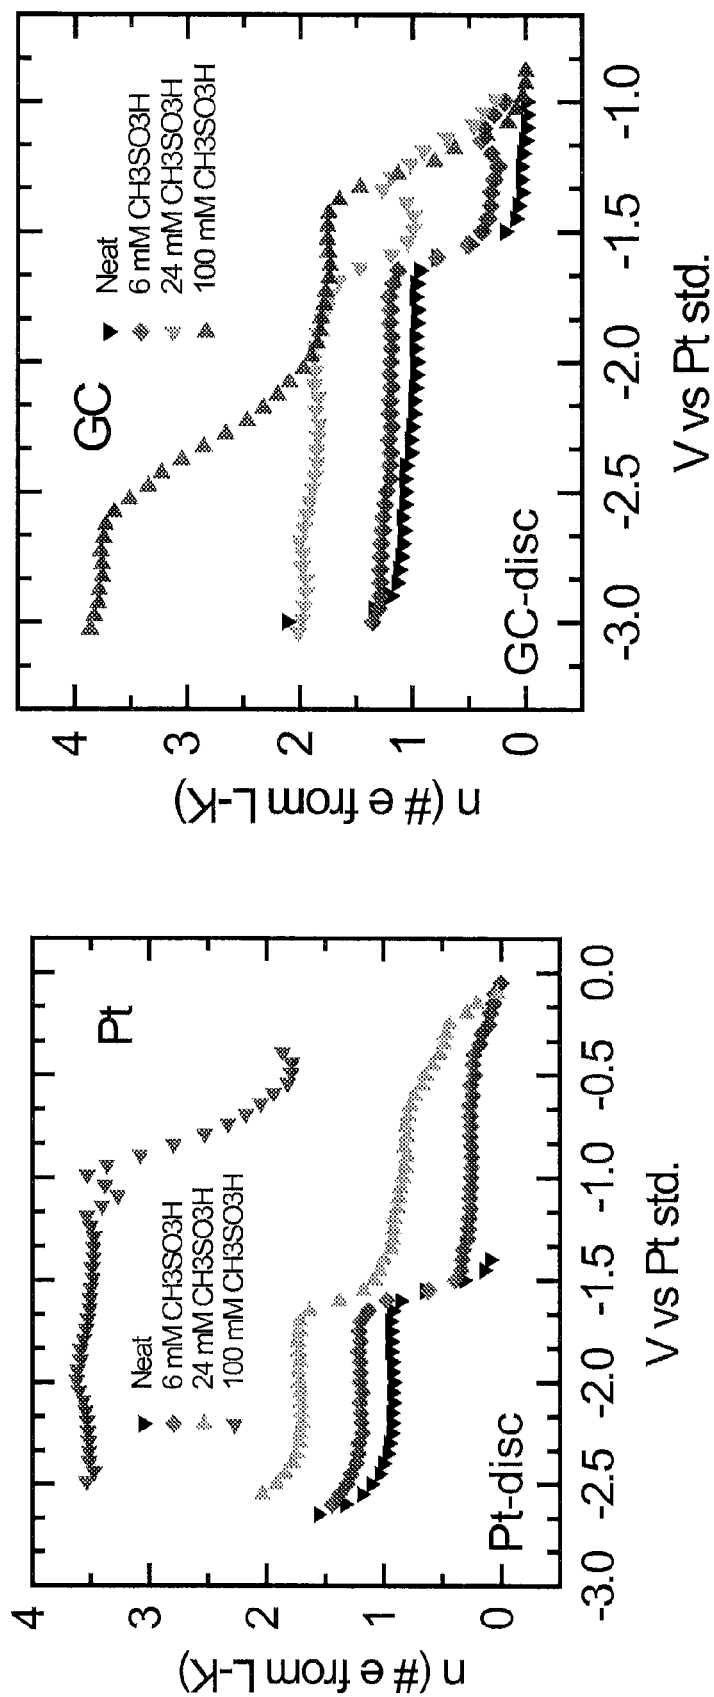 4
3
2
1
0
n (# e from L-K)
Pt
Neat
6 mM CH3SO3H
24 mM CH3SO3H
100 mM CH3SO3H
Pt-disc
-3.0 -2.5 -2.0 -1.5 -1.0 -0.5 0.0
V vs Pt std.
4
3
2
1
0
n (# e from L-K)
GC
Neat
6 mM CH3SO3H
24 mM CH3SO3H
100 mM CH3SO3H
GC-disc
-3.0 -2.5 -2.0 -1.5 -1.0
V vs Pt std.